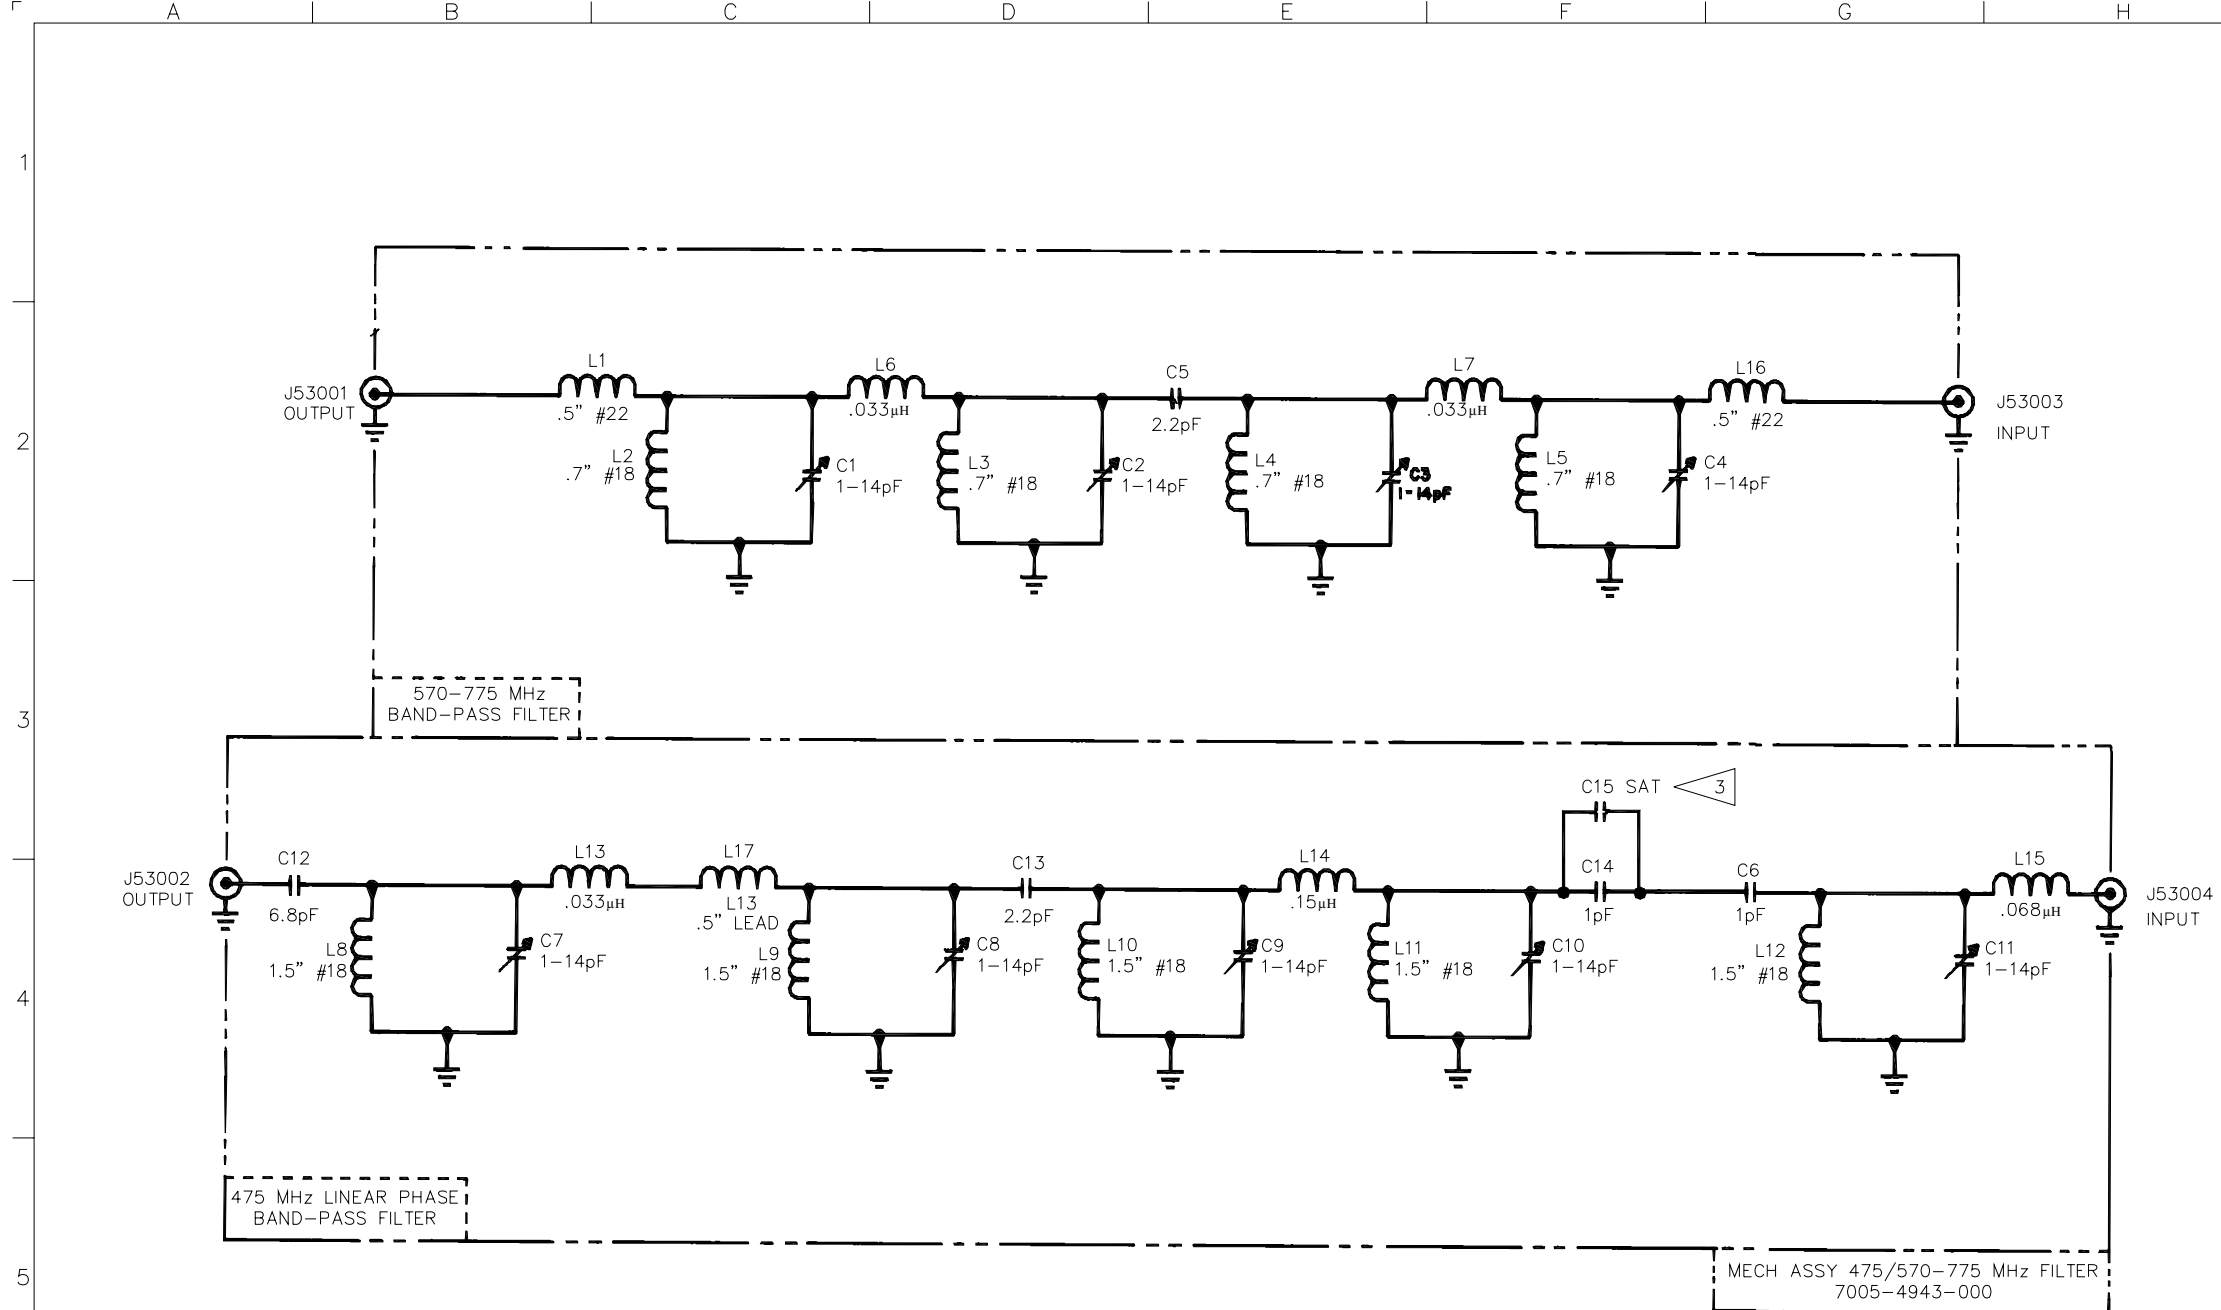 A B C D E F G H
1
2
3
4
5
J53001
OUTPUT
L1
.5" #22
L2
.7" #18
C1
1-14pF
L6
.033µH
L3
.7" #18
C2
1-14pF
C5
2.2pF
L4
.7" #18
C3
1-14pF
L7
.033µH
L5
.7" #18
C4
1-14pF
L16
.5" #22
J53003
INPUT
570-775 MHz
BAND-PASS FILTER
J53002
OUTPUT
C12
6.8pF
L8
1.5" #18
C7
1-14pF
L13
.033µH
L17
L13
.5" LEAD
L9
1.5" #18
C8
1-14pF
C13
2.2pF
L10
1.5" #18
C9
1-14pF
L14
.15µH
L11
1.5" #18
C10
1-14pF
C15 SAT 3
C14
1pF
C6
1pF
L12
1.5" #18
C11
1-14pF
L15
.068µH
J53004
INPUT
475 MHz LINEAR PHASE
BAND-PASS FILTER
MECH ASSY 475/570-775 MHz FILTER
7005-4943-000